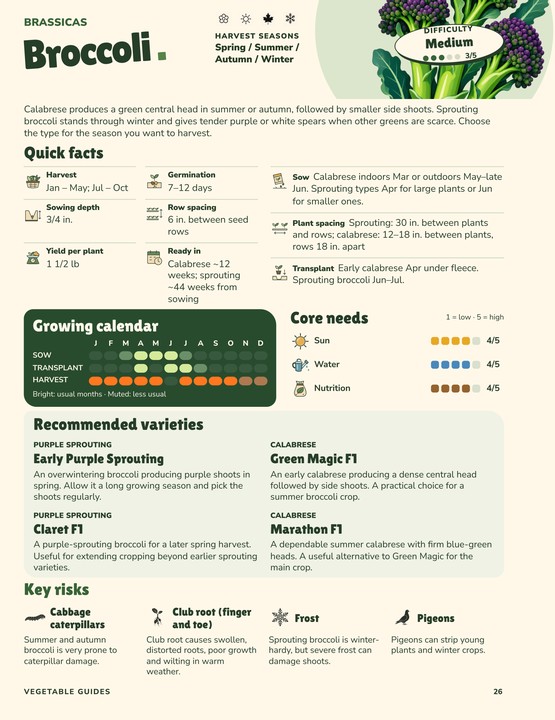 BRASSICAS
Broccoli.
HARVEST SEASONS
Spring / Summer /
Autumn / Winter
DIFFICULTY
Medium
3/5
Calabrese produces a green central head in summer or autumn, followed by smaller side shoots. Sprouting
broccoli stands through winter and gives tender purple or white spears when other greens are scarce. Choose
the type for the season you want to harvest.
Quick facts
Harvest
Jan – May; Jul – Oct
Germination
7–12 days
Sowing depth
3/4 in.
Row spacing
6 in. between seed
rows
Yield per plant
1 1/2 lb
Ready in
Calabrese ~12
weeks; sprouting
~44 weeks from
sowing
Sow Calabrese indoors Mar or outdoors May–late
Jun. Sprouting types Apr for large plants or Jun
for smaller ones.
Plant spacing Sprouting: 30 in. between plants
and rows; calabrese: 12–18 in. between plants,
rows 18 in. apart
Transplant Early calabrese Apr under fleece.
Sprouting broccoli Jun–Jul.
Growing calendar
J F M A M J J A S O N D
SOW
TRANSPLANT
HARVEST
Bright: usual months · Muted: less usual
Core needs
1 = low · 5 = high
Sun 4/5
Water 4/5
Nutrition 4/5
Recommended varieties
PURPLE SPROUTING
Early Purple Sprouting
An overwintering broccoli producing purple shoots in
spring. Allow it a long growing season and pick the
shoots regularly.
CALABRESE
Green Magic F1
An early calabrese producing a dense central head
followed by side shoots. A practical choice for a
summer broccoli crop.
PURPLE SPROUTING
Claret F1
A purple-sprouting broccoli for a later spring harvest.
Useful for extending cropping beyond earlier sprouting
varieties.
CALABRESE
Marathon F1
A dependable summer calabrese with firm blue-green
heads. A useful alternative to Green Magic for the
main crop.
Key risks
Cabbage
caterpillars
Summer and autumn
broccoli is very prone to
caterpillar damage.
Club root (finger
and toe)
Club root causes swollen,
distorted roots, poor growth
and wilting in warm
weather.
Frost
Sprouting broccoli is winter-
hardy, but severe frost can
damage shoots.
Pigeons
Pigeons can strip young
plants and winter crops.
VEGETABLE GUIDES
26